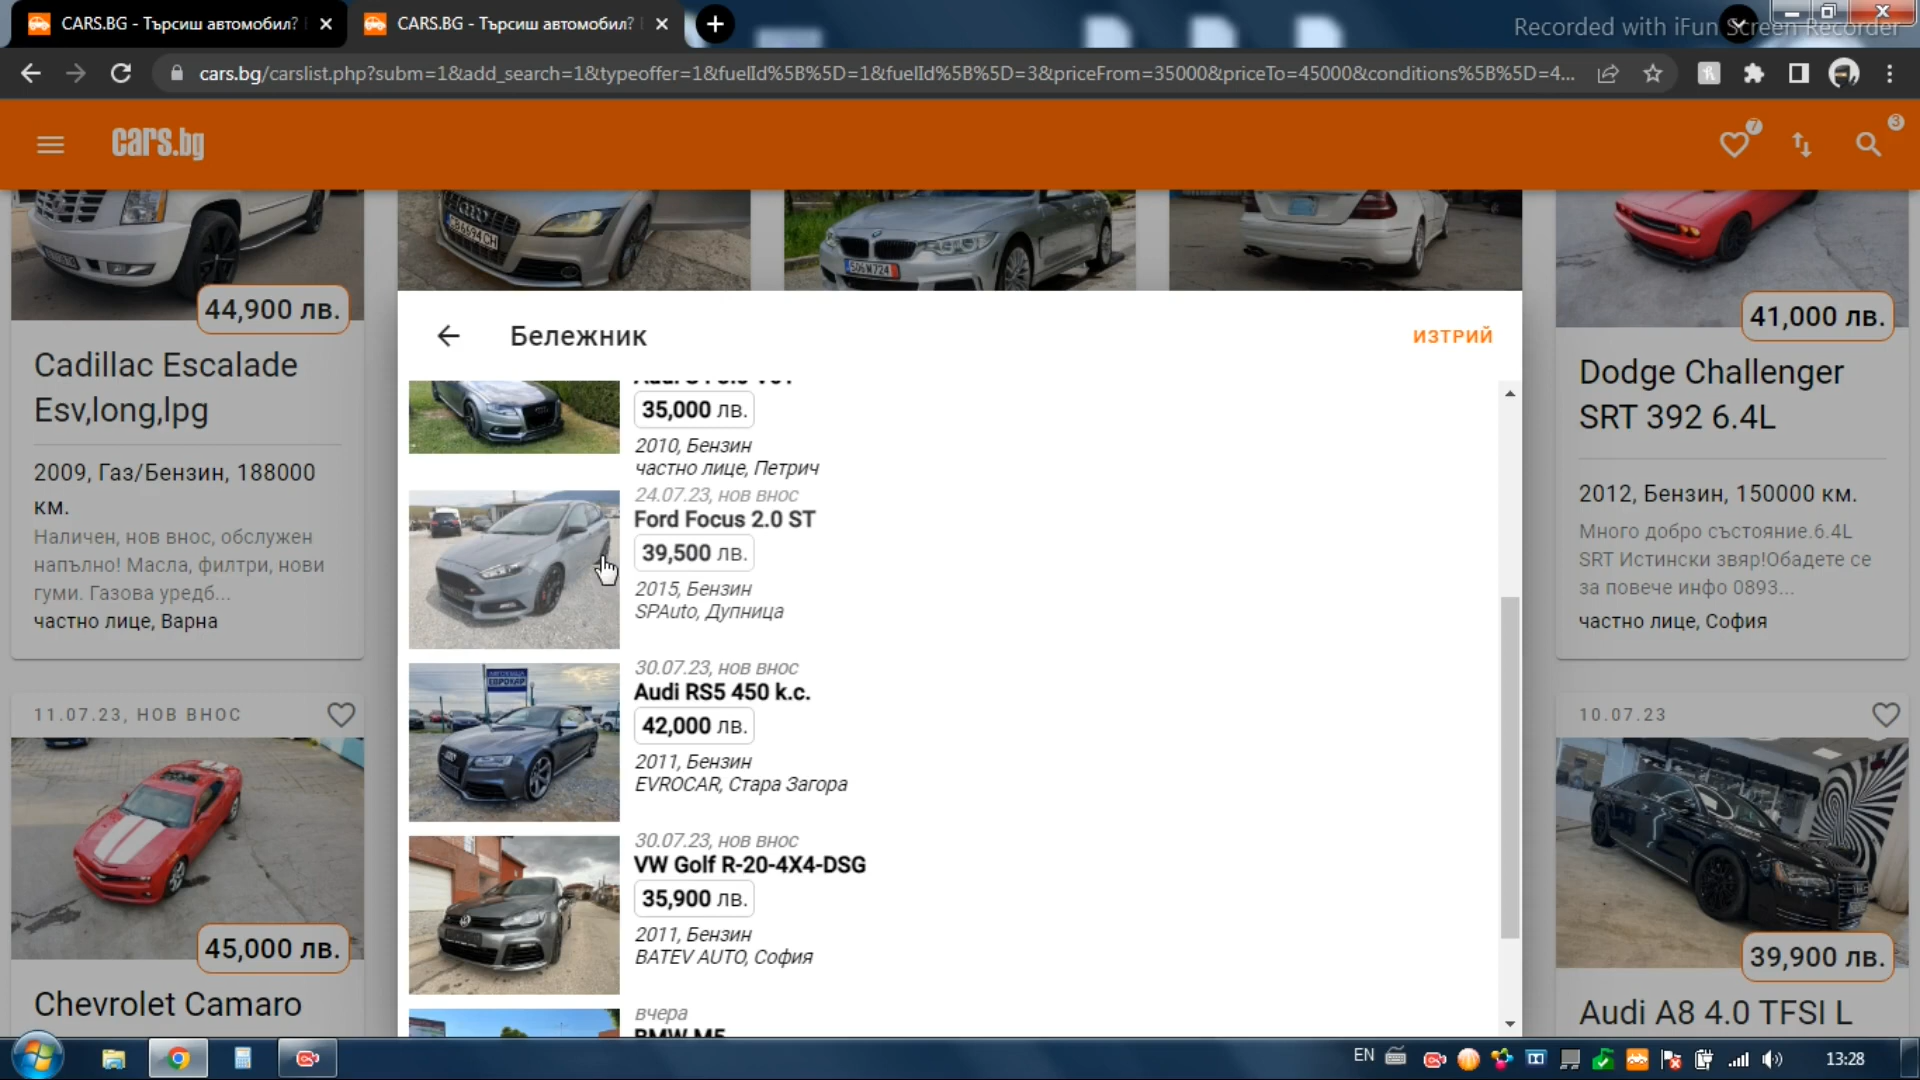 CARS.BG - Търсиш автомобил?
CARS.BG - Търсиш автомобил?
Recorded with iFun Screen Recorder
cars.bg/carslist.php?subm=1&add_search=1&typeoffer=1&fuelId%5B%5D=1&fuelId%5B%5D=3&priceFrom=35000&priceTo=45000&conditions%5B%5D=4...
cars.bg
7
3
44,900 лв.
Cadillac Escalade
Esv,long,lpg
2009, Газ/Бензин, 188000
км.
Наличен, нов внос, обслужен
напълно! Масла, филтри, нови
гуми. Газова уредб...
частно лице, Варна
11.07.23, НОВ ВНОС
45,000 лв.
Chevrolet Camaro
CB6694CH
506W724
Бележник
ИЗТРИЙ
35,000 лв.
2010, Бензин
частно лице, Петрич
24.07.23, нов внос
Ford Focus 2.0 ST
39,500 лв.
2015, Бензин
SPAuto, Дупница
ЕВРОКАР
30.07.23, нов внос
Audi RS5 450 k.c.
42,000 лв.
2011, Бензин
EVROCAR, Стара Загора
30.07.23, нов внос
VW Golf R-20-4X4-DSG
35,900 лв.
2011, Бензин
BATEV AUTO, София
вчера
BMW M5
41,000 лв.
Dodge Challenger
SRT 392 6.4L
2012, Бензин, 150000 км.
Много добро състояние.6.4L
SRT Истински звяр!Обадете се
за повече инфо 0893...
частно лице, София
10.07.23
39,900 лв.
Audi A8 4.0 TFSI L
EN
13:28